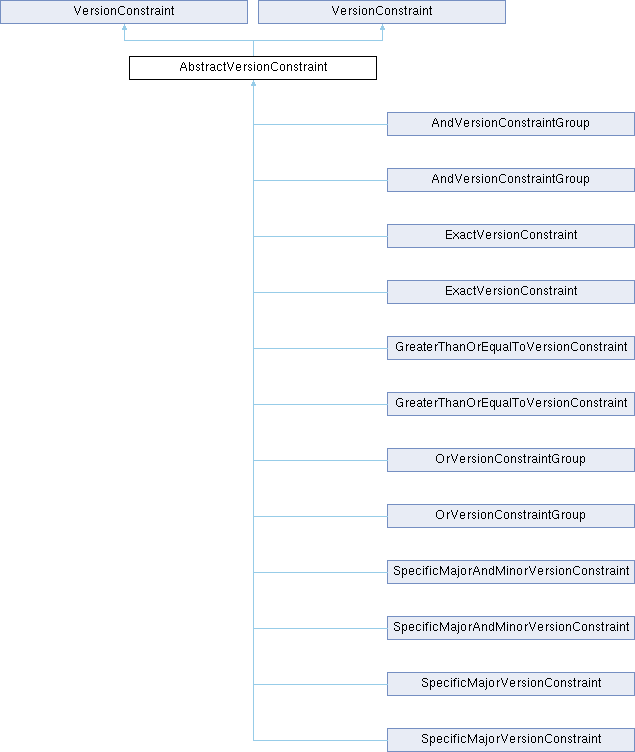 VersionConstraint
VersionConstraint
AbstractVersionConstraint
AndVersionConstraintGroup
AndVersionConstraintGroup
ExactVersionConstraint
ExactVersionConstraint
GreaterThanOrEqualToVersionConstraint
GreaterThanOrEqualToVersionConstraint
OrVersionConstraintGroup
OrVersionConstraintGroup
SpecificMajorAndMinorVersionConstraint
SpecificMajorAndMinorVersionConstraint
SpecificMajorVersionConstraint
SpecificMajorVersionConstraint